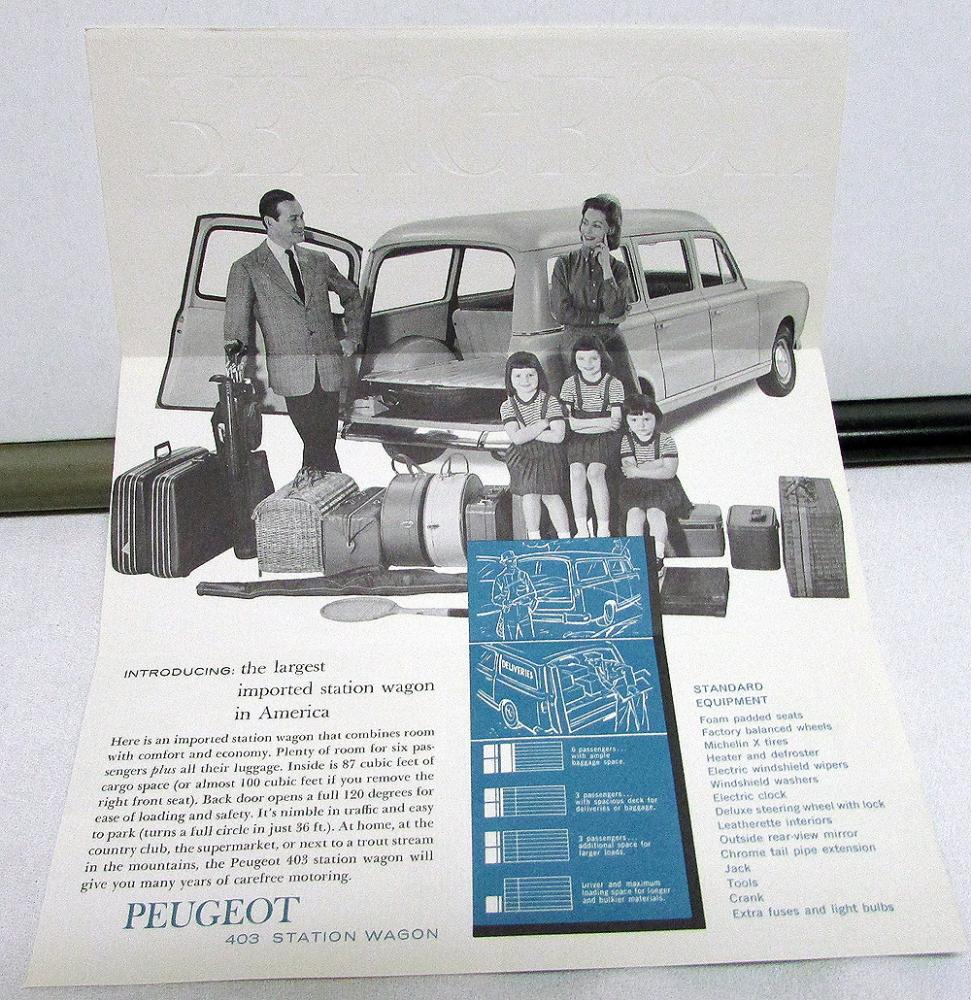 PEUGEOT
INTRODUCING: the largest
imported station wagon
in America
Here is an imported station wagon that combines room
with comfort and economy. Plenty of room for six pas-
sengers plus all their luggage. Inside is 87 cubic feet of
cargo space (or almost 100 cubic feet if you remove the
right front seat). Back door opens a full 120 degrees for
ease of loading and safety. It's nimble in traffic and easy
to park (turns a full circle in just 36 ft.). At home, at the
country club, the supermarket, or next to a trout stream
in the mountains, the Peugeot 403 station wagon will
give you many years of carefree motoring.
PEUGEOT
403 STATION WAGON
DELIVERIES
6 passengers...
with ample
baggage space.
3 passengers...
with spacious deck for
deliveries or baggage.
3 passengers...
additional space for
larger loads.
Driver and maximum
loading space for longer
and bulkier materials.
STANDARD
EQUIPMENT
Foam padded seats
Factory balanced wheels
Michelin X tires
Heater and defroster
Electric windshield wipers
Windshield washers
Electric clock
Deluxe steering wheel with lock
Leatherette interiors
Outside rear-view mirror
Chrome tail pipe extension
Jack
Tools
Crank
Extra fuses and light bulbs